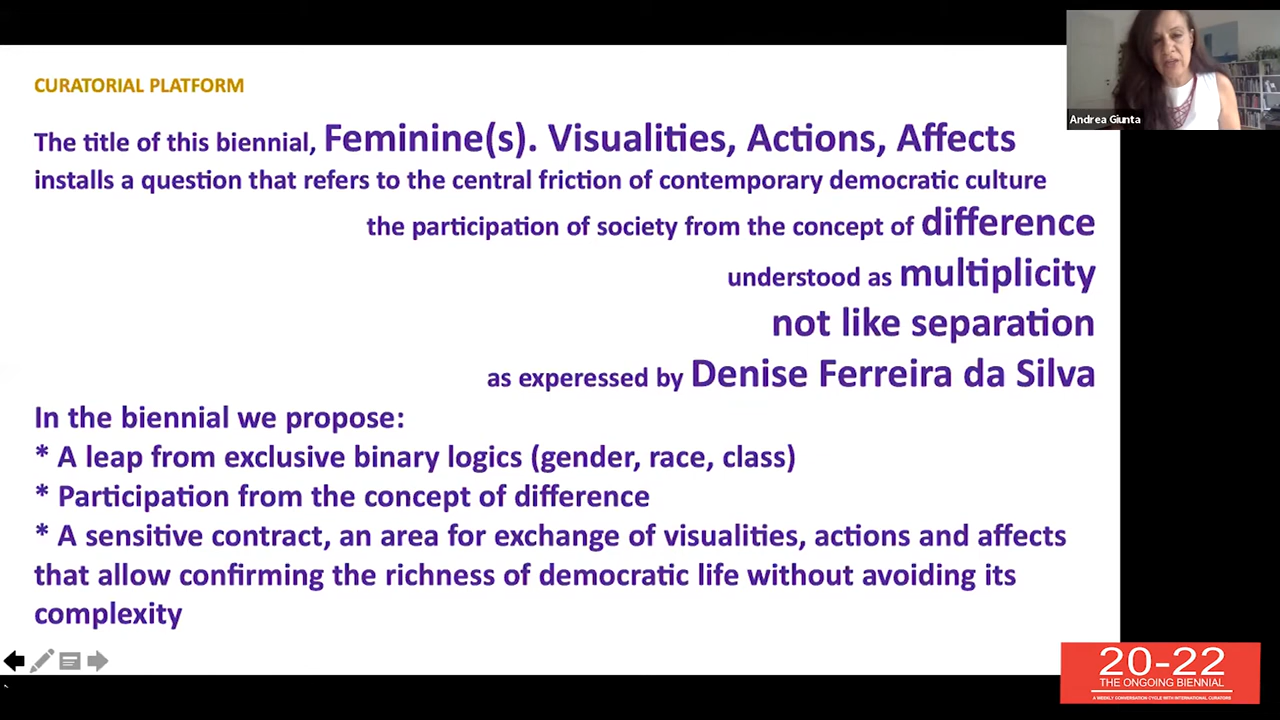 CURATORIAL PLATFORM
The title of this biennial, Feminine(s). Visualities, Actions, Affects
installs a question that refers to the central friction of contemporary democratic culture
the participation of society from the concept of difference
understood as multiplicity
not like separation
as experessed by Denise Ferreira da Silva
In the biennial we propose:
* A leap from exclusive binary logics (gender, race, class)
* Participation from the concept of difference
* A sensitive contract, an area for exchange of visualities, actions and affects
that allow confirming the richness of democratic life without avoiding its
complexity
Andrea Giunta
20-22
THE ONGOING BIENNIAL
A WEEKLY CONVERSATION CYCLE WITH INTERNATIONAL CURATORS